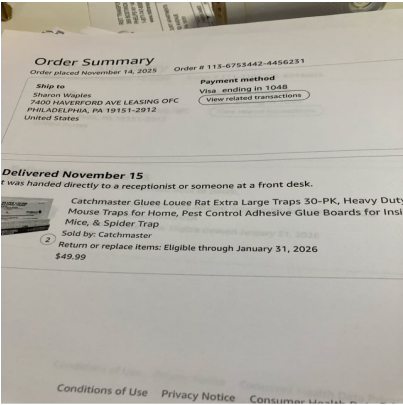 Order Summary
Order placed November 14, 2025 Order # 113-6753442-4456231
Ship to
Sharon Waples
7400 HAVERFORD AVE LEASING OFC
PHILADELPHIA, PA 19151-2912
United States
Payment method
Visa ending in 1048
View related transactions
Delivered November 15
t was handed directly to a receptionist or someone at a front desk.
Catchmaster Gluee Louee Rat Extra Large Traps 30-PK, Heavy Duty
Mouse Traps for Home, Pest Control Adhesive Glue Boards for Insi
Mice, & Spider Trap
Sold by: Catchmaster
2
Return or replace items: Eligible through January 31, 2026
$49.99
Conditions of Use Privacy Notice Consumer Health